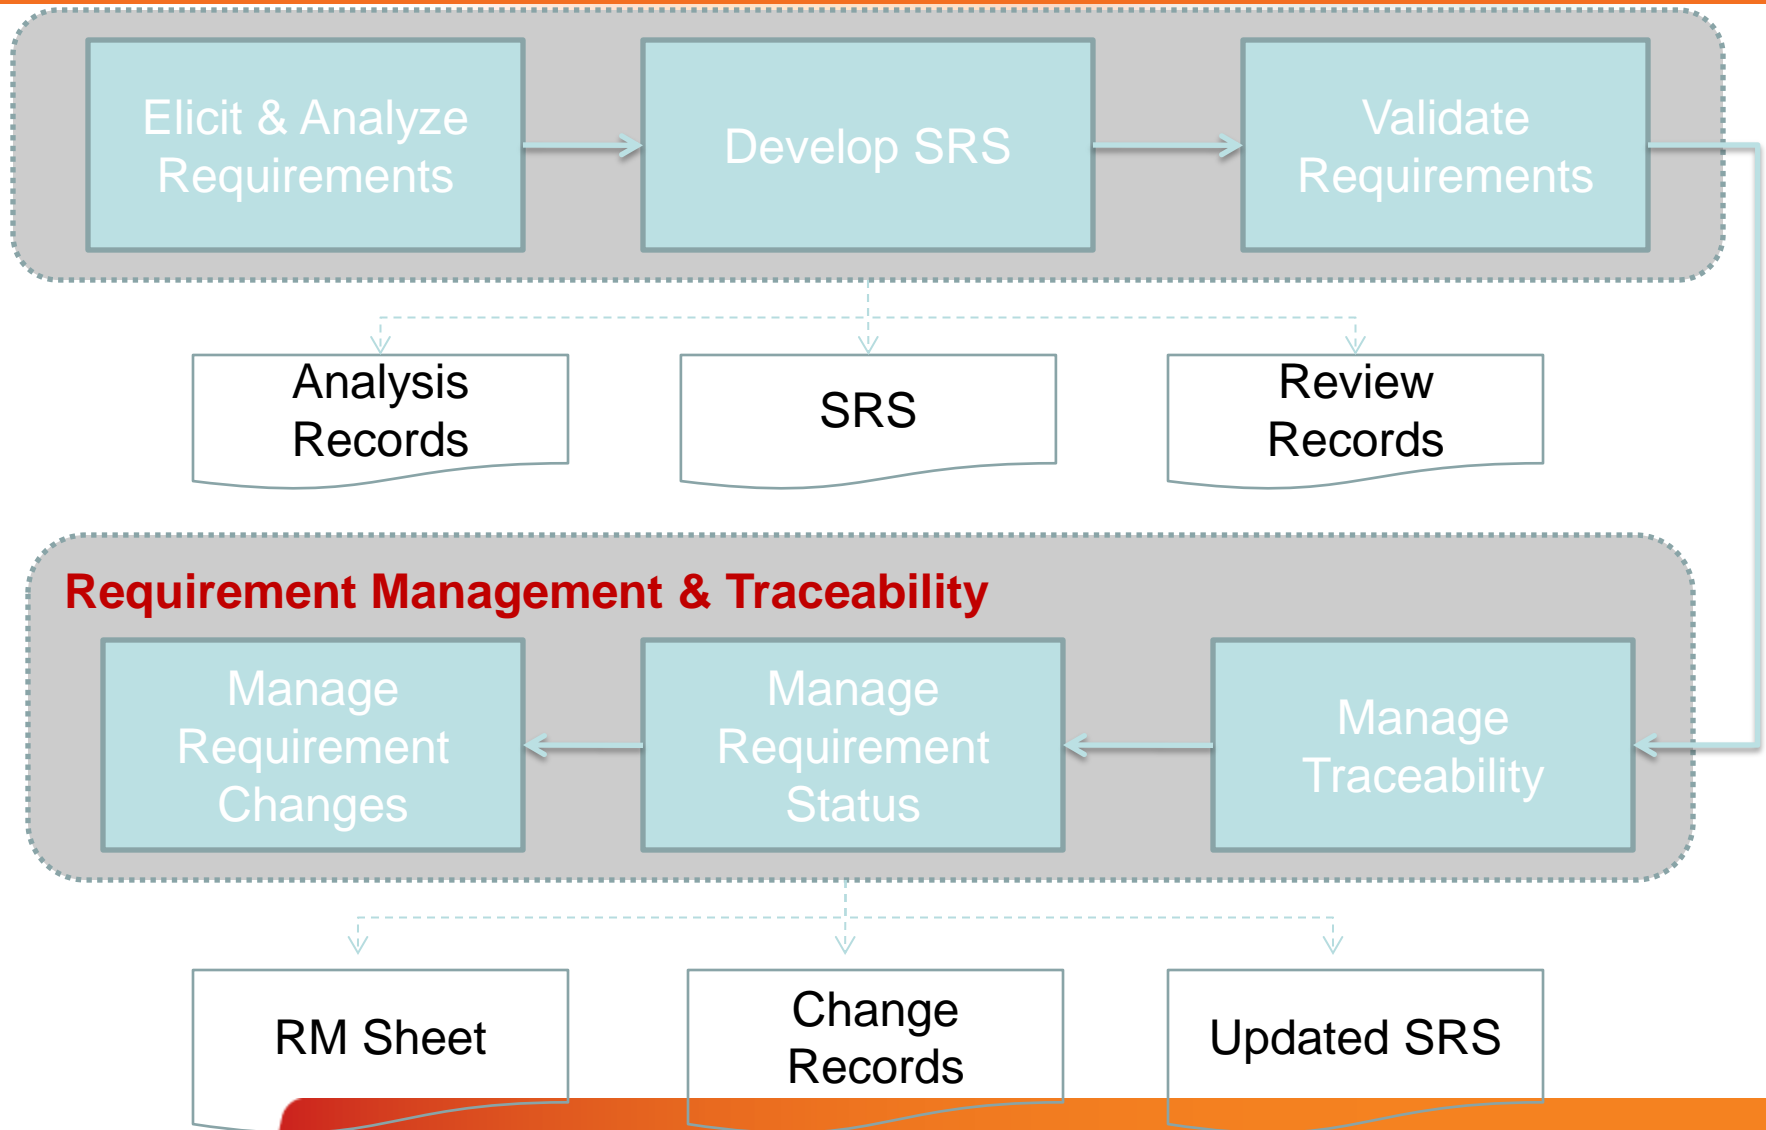 Elicit & Analyze
Requirements
Develop SRS
Validate
Requirements
Analysis
Records
SRS
Review
Records
Requirement Management & Traceability
Manage
Requirement
Changes
Manage
Requirement
Status
Manage
Traceability
RM Sheet
Change
Records
Updated SRS